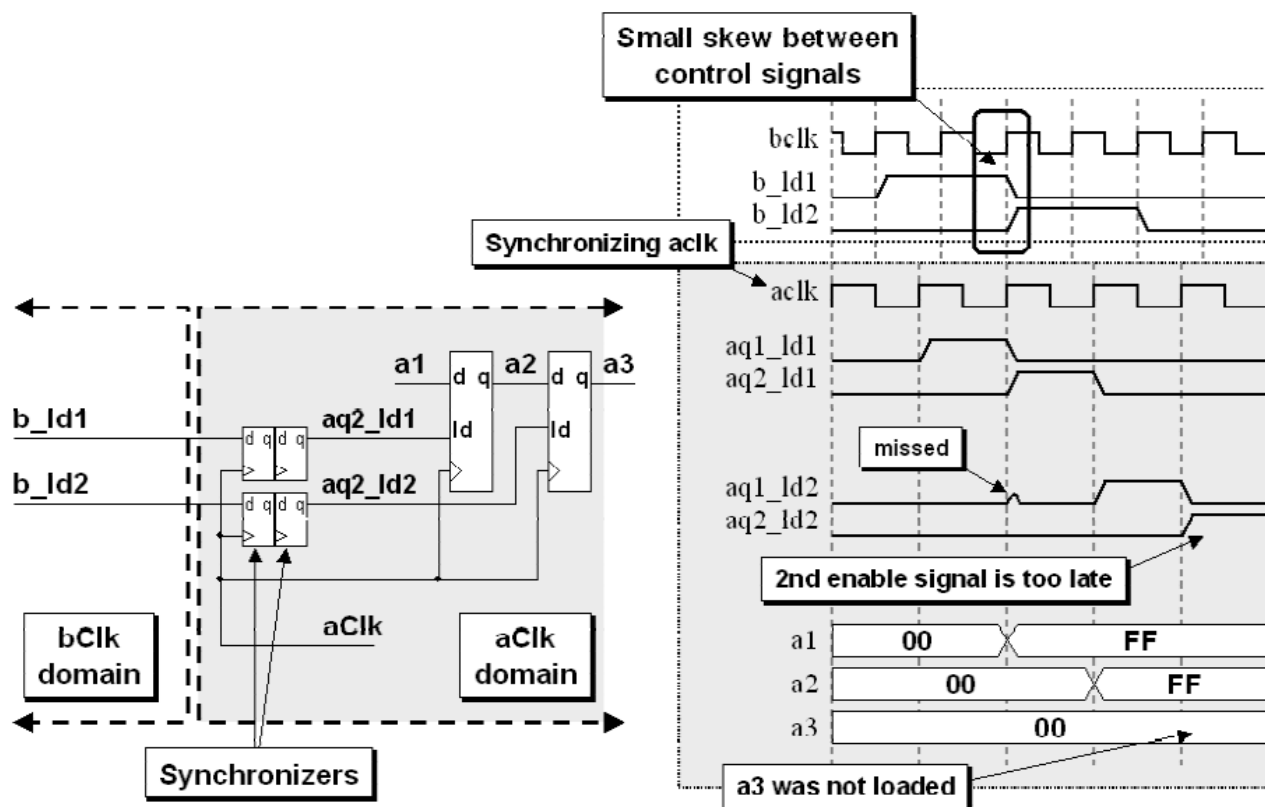 Small skew between
control signals
bclk
b_ld1
b_ld2
Synchronizing aclk
aclk
aq1_ld1
aq2_ld1
missed
aq1_ld2
aq2_ld2
2nd enable signal is too late
a1 00 FF
a2 00 FF
a3 00
a3 was not loaded
a1 a2 a3
d q d q
ld ld
b_ld1 aq2_ld1
d q d q
b_ld2 aq2_ld2
d q d q
aClk
bClk
domain
aClk
domain
Synchronizers